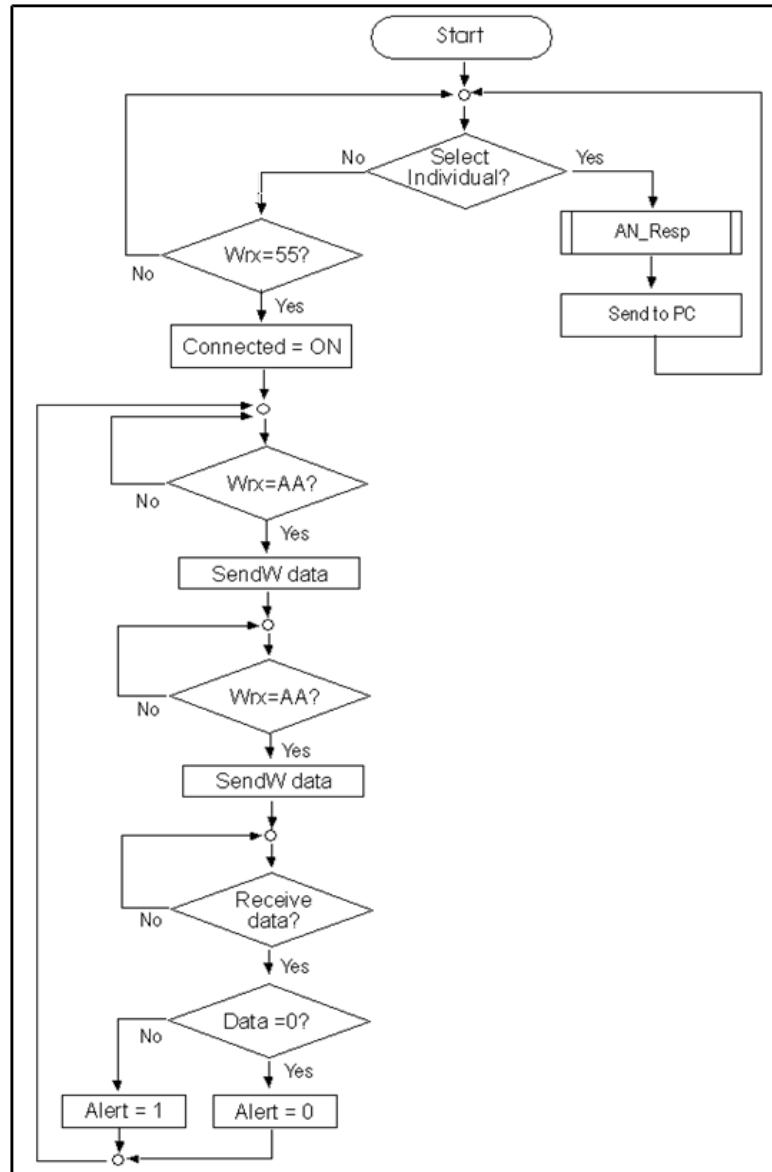 Start
Select
Individual?
No
Yes
AN_Resp
Wrx=55?
No
Send to PC
Yes
Connected = ON
Wrx=AA?
No
Yes
SendW data
Wrx=AA?
No
Yes
SendW data
Receive
data?
No
Yes
Data =0?
No
Yes
Alert = 1
Alert = 0